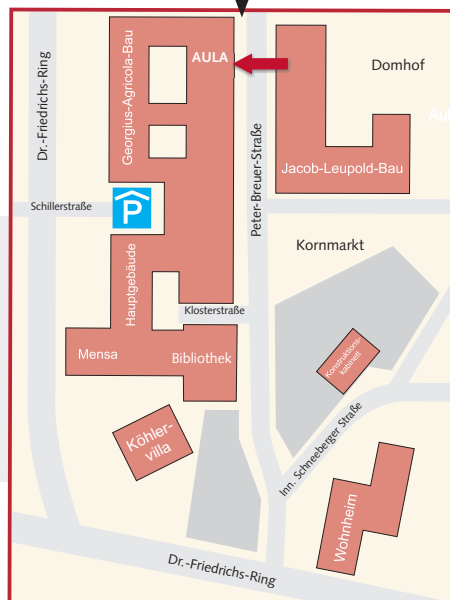 Georgius-Agricola-Bau
AULA
Domhof
Dr.-Friedrichs-Ring
Peter-Breuer-Straße
Jacob-Leupold-Bau
Schillerstraße
P
Kornmarkt
Hauptgebäude
Klosterstraße
Mensa
Bibliothek
Konstruktions-
kabinett
Köhler-
villa
Inn. Schneeberger Straße
Wohnheim
Dr.-Friedrichs-Ring